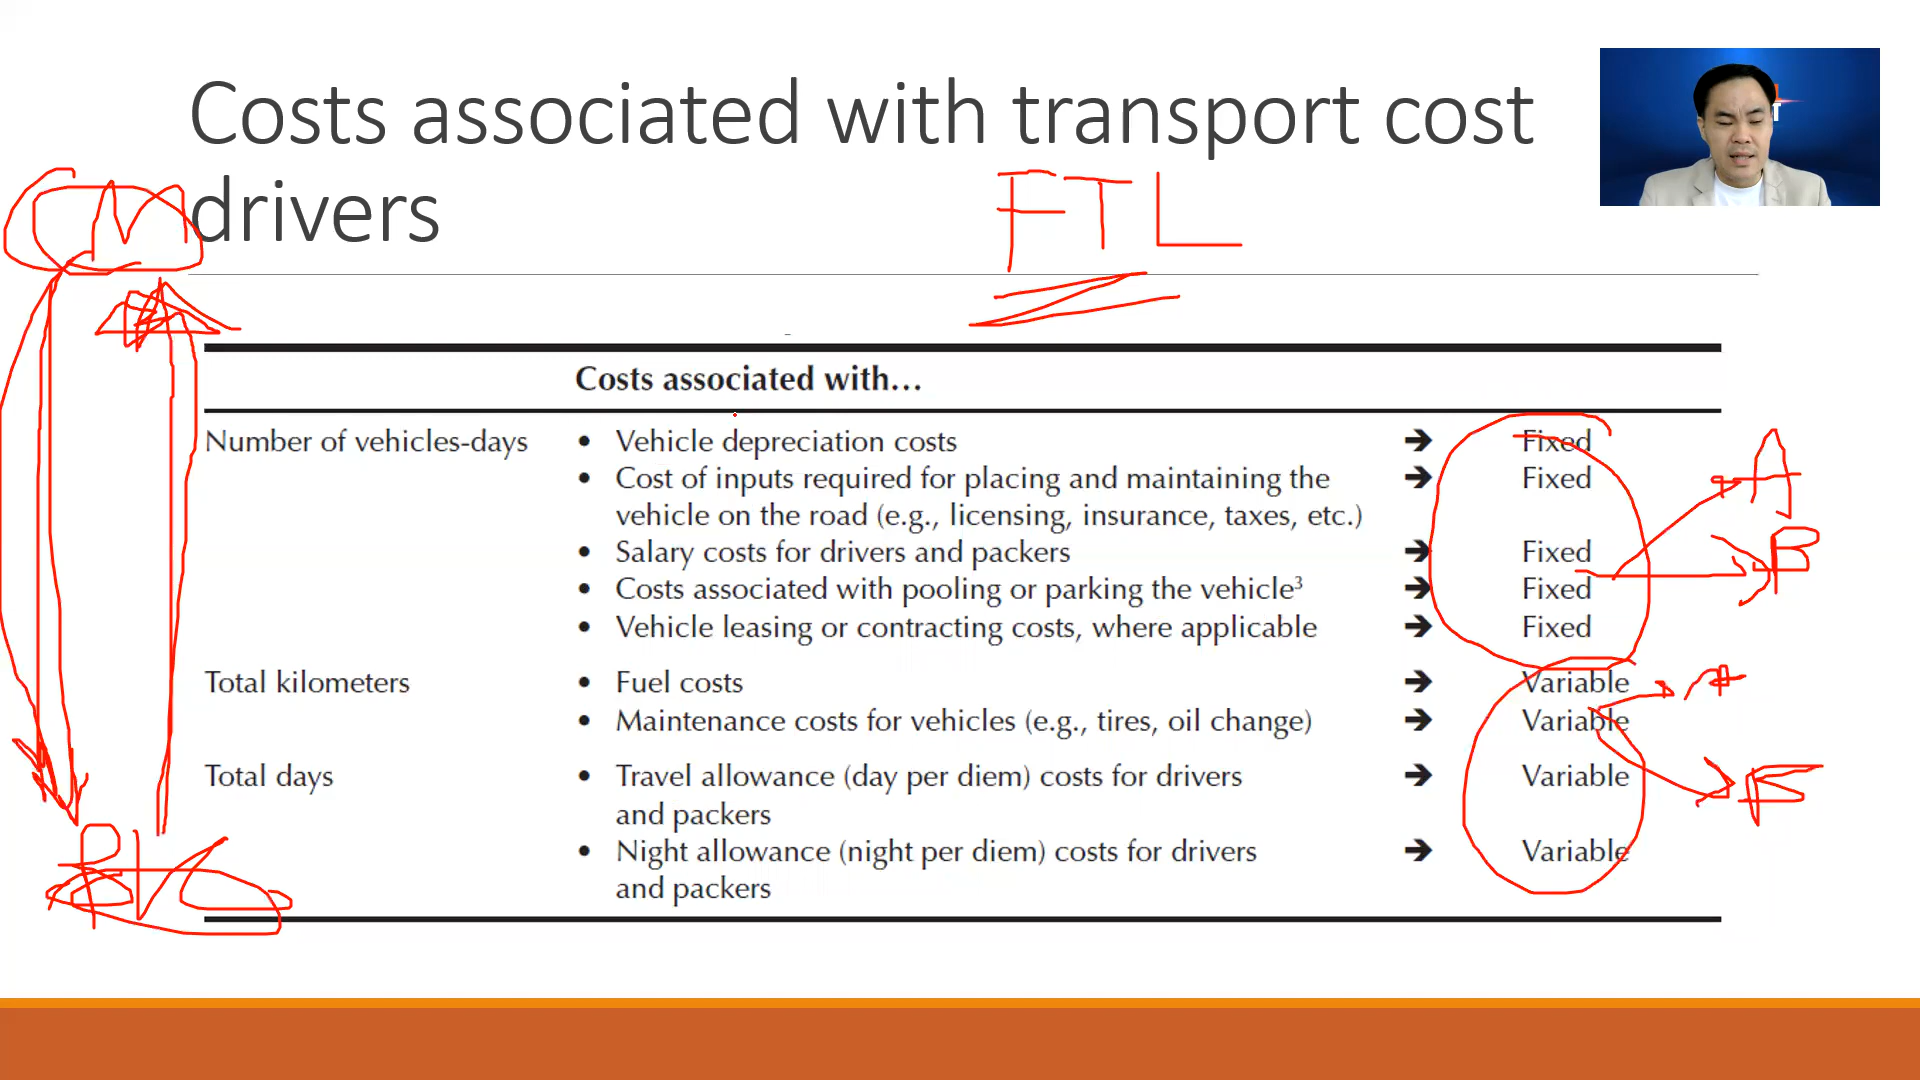 Costs associated with transport cost
drivers
CM
FTL
Costs associated with...
Number of vehicles-days • Vehicle depreciation costs ➔ Fixed
• Cost of inputs required for placing and maintaining the ➔ Fixed
vehicle on the road (e.g., licensing, insurance, taxes, etc.)
A
• Salary costs for drivers and packers ➔ Fixed
B
• Costs associated with pooling or parking the vehicle³ ➔ Fixed
• Vehicle leasing or contracting costs, where applicable ➔ Fixed
Total kilometers • Fuel costs ➔ Variable
• Maintenance costs for vehicles (e.g., tires, oil change) ➔ Variable
Total days • Travel allowance (day per diem) costs for drivers ➔ Variable
and packers
• Night allowance (night per diem) costs for drivers ➔ Variable
and packers